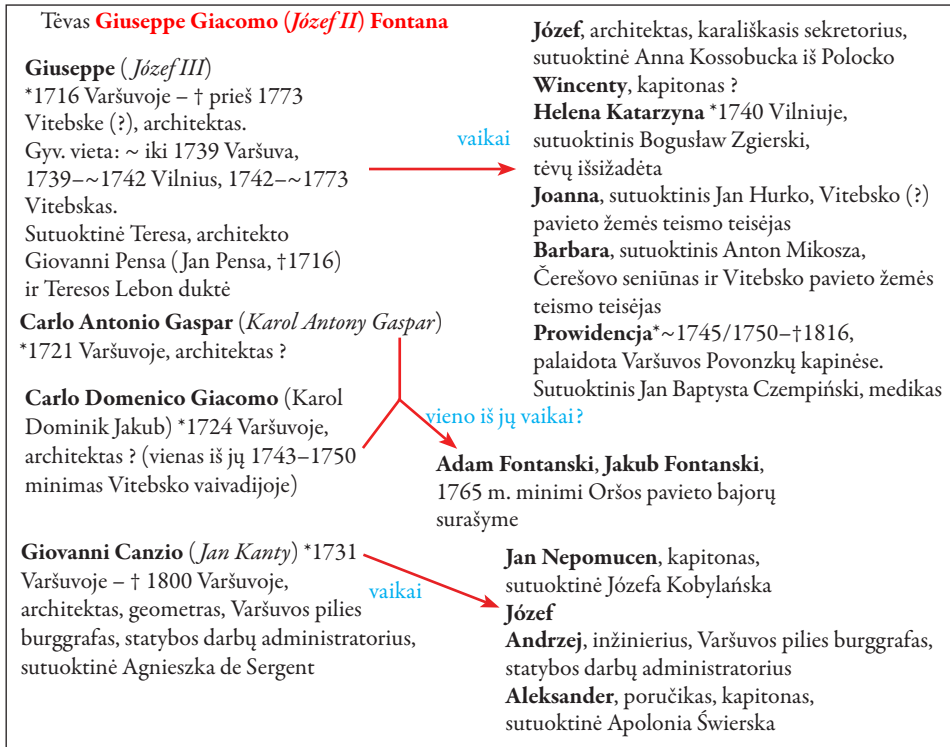 Tėvas Giuseppe Giacomo (Józef II) Fontana
Giuseppe ( Józef III)
*1716 Varšuvoje – † prieš 1773
Vitebske (?), architektas.
Gyv. vieta: ~ iki 1739 Varšuva,
1739–~1742 Vilnius, 1742–~1773
Vitebskas.
Sutuoktinė Teresa, architekto
Giovanni Pensa ( Jan Pensa, †1716)
ir Teresos Lebon duktė
vaikai
Józef, architektas, karališkasis sekretorius,
sutuoktinė Anna Kossobucka iš Polocko
Wincenty, kapitonas ?
Helena Katarzyna *1740 Vilniuje,
sutuoktinis Bogusław Zgierski,
tėvų išsižadėta
Joanna, sutuoktinis Jan Hurko, Vitebsko (?)
pavieto žemės teismo teisėjas
Barbara, sutuoktinis Anton Mikosza,
Čerešovo seniūnas ir Vitebsko pavieto žemės
teismo teisėjas
Prowidencja*~1745/1750–†1816,
palaidota Varšuvos Povonzkų kapinėse.
Sutuoktinis Jan Baptysta Czempiński, medikas
Carlo Antonio Gaspar (Karol Antony Gaspar)
*1721 Varšuvoje, architektas ?
Carlo Domenico Giacomo (Karol
Dominik Jakub) *1724 Varšuvoje,
architektas ? (vienas iš jų 1743–1750
minimas Vitebsko vaivadijoje)
vieno iš jų vaikai?
Adam Fontanski, Jakub Fontanski,
1765 m. minimi Oršos pavieto bajorų
surašyme
Giovanni Canzio ( Jan Kanty) *1731
Varšuvoje – † 1800 Varšuvoje,
architektas, geometras, Varšuvos pilies
burggrafas, statybos darbų administratorius,
sutuoktinė Agnieszka de Sergent
vaikai
Jan Nepomucen, kapitonas,
sutuoktinė Józefa Kobylańska
Józef
Andrzej, inžinierius, Varšuvos pilies burggrafas,
statybos darbų administratorius
Aleksander, poručikas, kapitonas,
sutuoktinė Apolonia Świerska